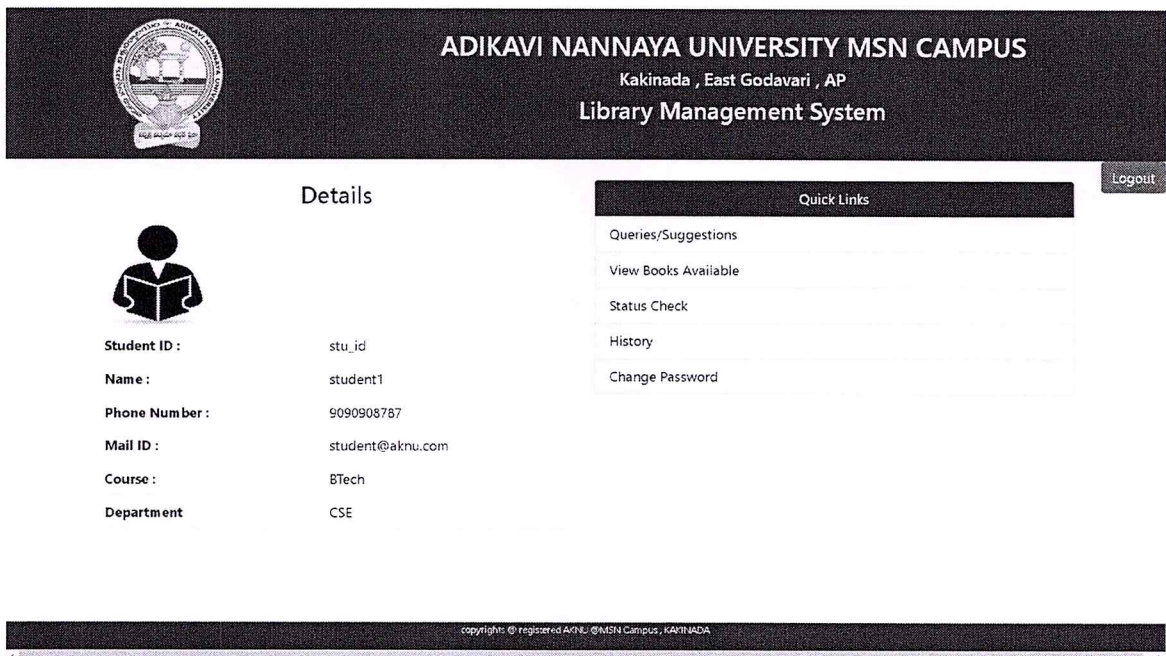 ADIKAVI NANNAYA UNIVERSITY MSN CAMPUS
Kakinada , East Godavari , AP
Library Management System
Logout
Details
Student ID : stu_id
Name : student1
Phone Number : 9090908787
Mail ID : student@aknu.com
Course : BTech
Department CSE
Quick Links
Queries/Suggestions
View Books Available
Status Check
History
Change Password
copyrights @ registered AKNU @MSN Campus , KAKINADA